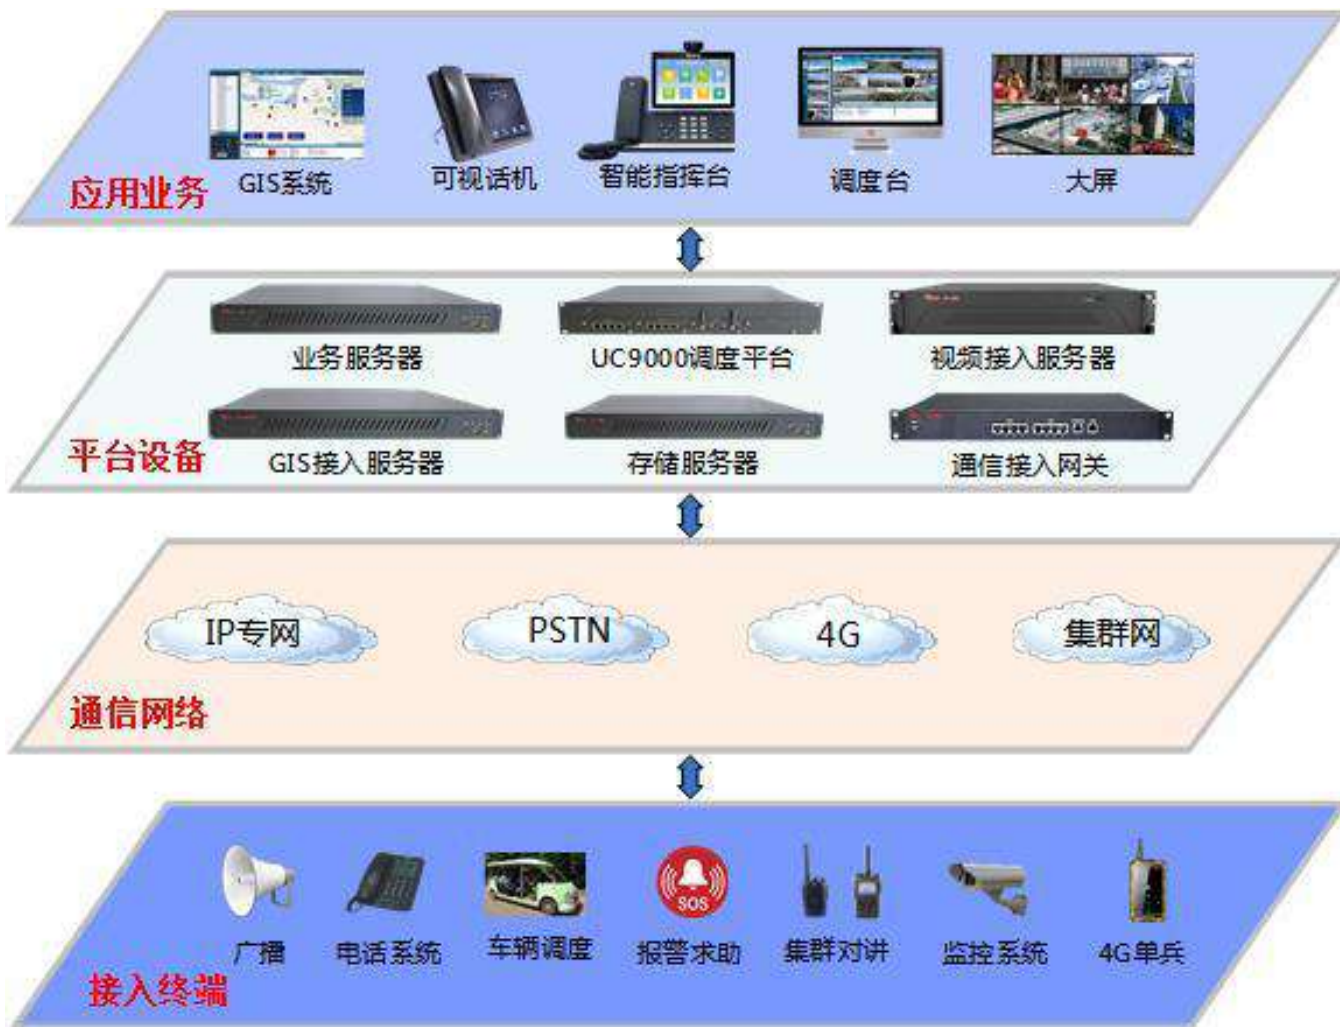 GIS系统
可视话机
智能指挥台
调度台
大屏
应用业务
业务服务器
UC9000调度平台
视频接入服务器
GIS接入服务器
存储服务器
通信接入网关
平台设备
IP专网
PSTN
4G
集群网
通信网络
SOS
广播
电话系统
车辆调度
报警求助
集群对讲
监控系统
4G单兵
接入终端